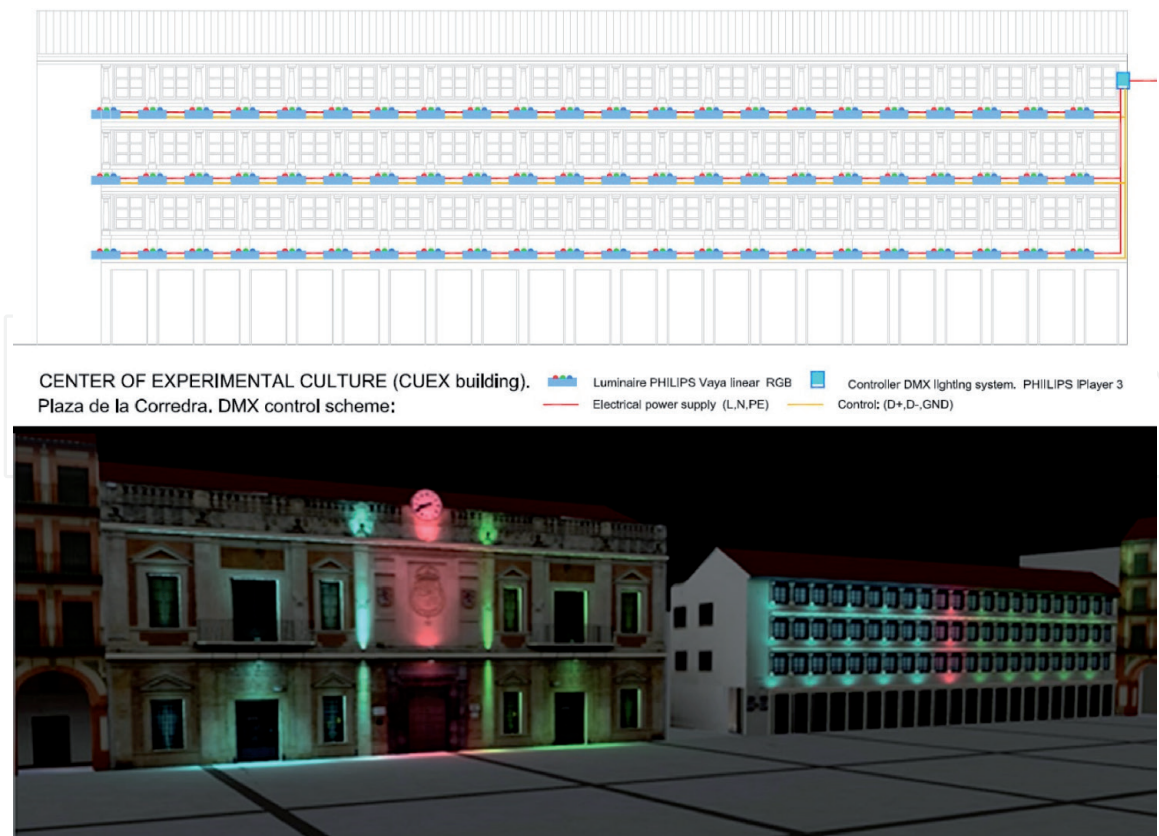 CENTER OF EXPERIMENTAL CULTURE (CUEX building).
Plaza de la Corredra. DMX control scheme:
Luminaire PHILIPS Vaya linear RGB
Controller DMX lighting system. PHILIPS iPlayer 3
Electrical power supply (L,N,PE)
Control: (D+,D-,GND)